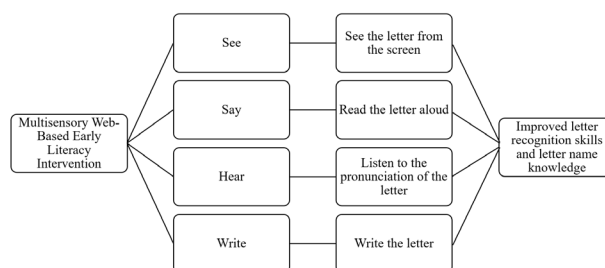 Multisensory Web-
Based Early
Literacy
Intervention
See
See the letter from
the screen
Say
Read the letter aloud
Hear
Listen to the
pronunciation of the
letter
Write
Write the letter
Improved letter
recognition skills
and letter name
knowledge